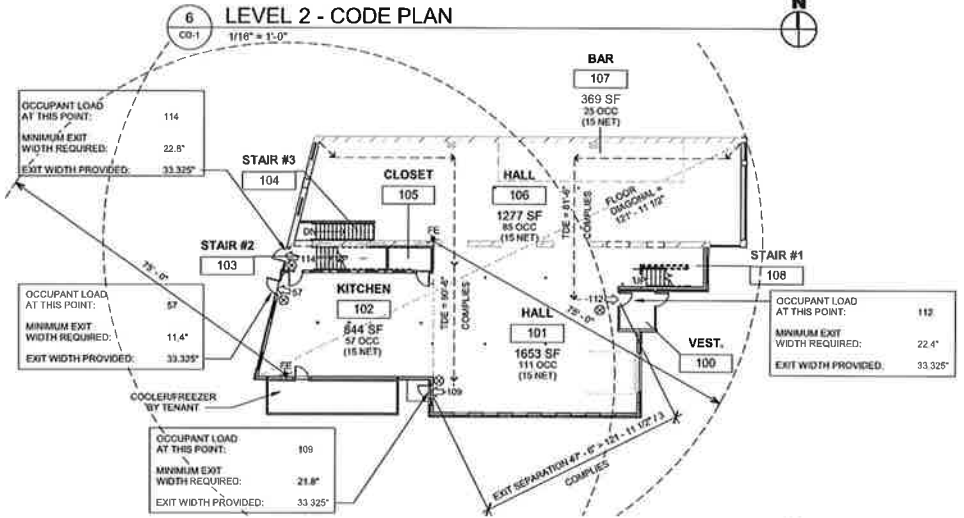 6
CO-1
LEVEL 2 - CODE PLAN
1/16" = 1'-0"
N
BAR
107
369 SF
25 OCC
(15 NET)
OCCUPANT LOAD
AT THIS POINT: 114
MINIMUM EXIT
WIDTH REQUIRED: 22.8"
EXIT WIDTH PROVIDED: 33.325"
STAIR #3
104
CLOSET
105
HALL
106
1277 SF
85 OCC
(15 NET)
TDE = 81'-6"
COMPLIES
FLOOR
DIAGONAL =
121' - 11 1/2"
DN
FE
STAIR #2
103
114
STAIR #1
108
UP
75' - 0"
57
KITCHEN
102
844 SF
57 OCC
(15 NET)
TDE = 90'-6"
COMPLIES
HALL
101
1653 SF
111 OCC
(15 NET)
112
75' - 0"
VEST.
100
OCCUPANT LOAD
AT THIS POINT: 57
MINIMUM EXIT
WIDTH REQUIRED: 11.4"
EXIT WIDTH PROVIDED: 33.325"
OCCUPANT LOAD
AT THIS POINT: 112
MINIMUM EXIT
WIDTH REQUIRED: 22.4"
EXIT WIDTH PROVIDED: 33.325"
FE
COOLER/FREEZER
BY TENANT
109
OCCUPANT LOAD
AT THIS POINT: 109
MINIMUM EXIT
WIDTH REQUIRED: 21.8"
EXIT WIDTH PROVIDED: 33.325"
EXIT SEPARATION 47' - 6" > 121 - 11 1/2" / 3
COMPLIES